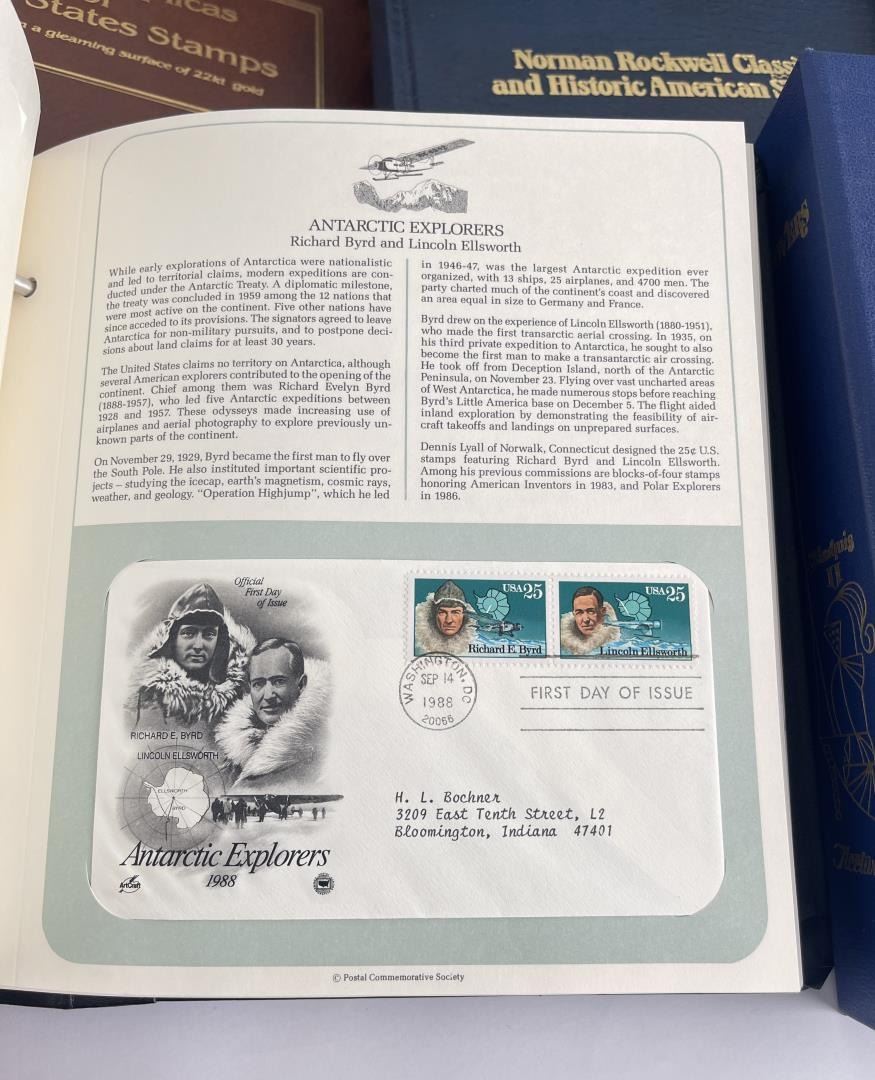 icas
States Stamps
n a gleaming surface of 22kt gold
Norman Rockwell Classi
and Historic American S
ANTARCTIC EXPLORERS
Richard Byrd and Lincoln Ellsworth
While early explorations of Antarctica were nationalistic
and led to territorial claims, modern expeditions are con-
ducted under the Antarctic Treaty. A diplomatic milestone,
the treaty was concluded in 1959 among the 12 nations that
were most active on the continent. Five other nations have
since acceded to its provisions. The signators agreed to leave
Antarctica for non-military pursuits, and to postpone deci-
sions about land claims for at least 30 years.
The United States claims no territory on Antarctica, although
several American explorers contributed to the opening of the
continent. Chief among them was Richard Evelyn Byrd
(1888-1957), who led five Antarctic expeditions between
1928 and 1957. These odysseys made increasing use of
airplanes and aerial photography to explore previously un-
known parts of the continent.
On November 29, 1929, Byrd became the first man to fly over
the South Pole. He also instituted important scientific pro-
jects – studying the icecap, earth's magnetism, cosmic rays,
weather, and geology. "Operation Highjump", which he led
in 1946-47, was the largest Antarctic expedition ever
organized, with 13 ships, 25 airplanes, and 4700 men. The
party charted much of the continent's coast and discovered
an area equal in size to Germany and France.
Byrd drew on the experience of Lincoln Ellsworth (1880-1951),
who made the first transarctic aerial crossing. In 1935, on
his third private expedition to Antarctica, he sought to also
become the first man to make a transantarctic air crossing.
He took off from Deception Island, north of the Antarctic
Peninsula, on November 23. Flying over vast uncharted areas
of West Antarctica, he made numerous stops before reaching
Byrd's Little America base on December 5. The flight aided
inland exploration by demonstrating the feasibility of air-
craft takeoffs and landings on unprepared surfaces.
Dennis Lyall of Norwalk, Connecticut designed the 25¢ U.S.
stamps featuring Richard Byrd and Lincoln Ellsworth.
Among his previous commissions are blocks-of-four stamps
honoring American Inventors in 1983, and Polar Explorers
in 1986.
Official
First Day
of Issue
USA 25
Richard E. Byrd
USA 25
Lincoln Ellsworth
WASHINGTON, DC
SEP 14
1988
20066
FIRST DAY OF ISSUE
RICHARD E. BYRD
LINCOLN ELLSWORTH
ELLSWORTH
BYRD
H. L. Bochner
3209 East Tenth Street, L2
Bloomington, Indiana 47401
Antarctic Explorers
1988
ArtCraft
© Postal Commemorative Society
II